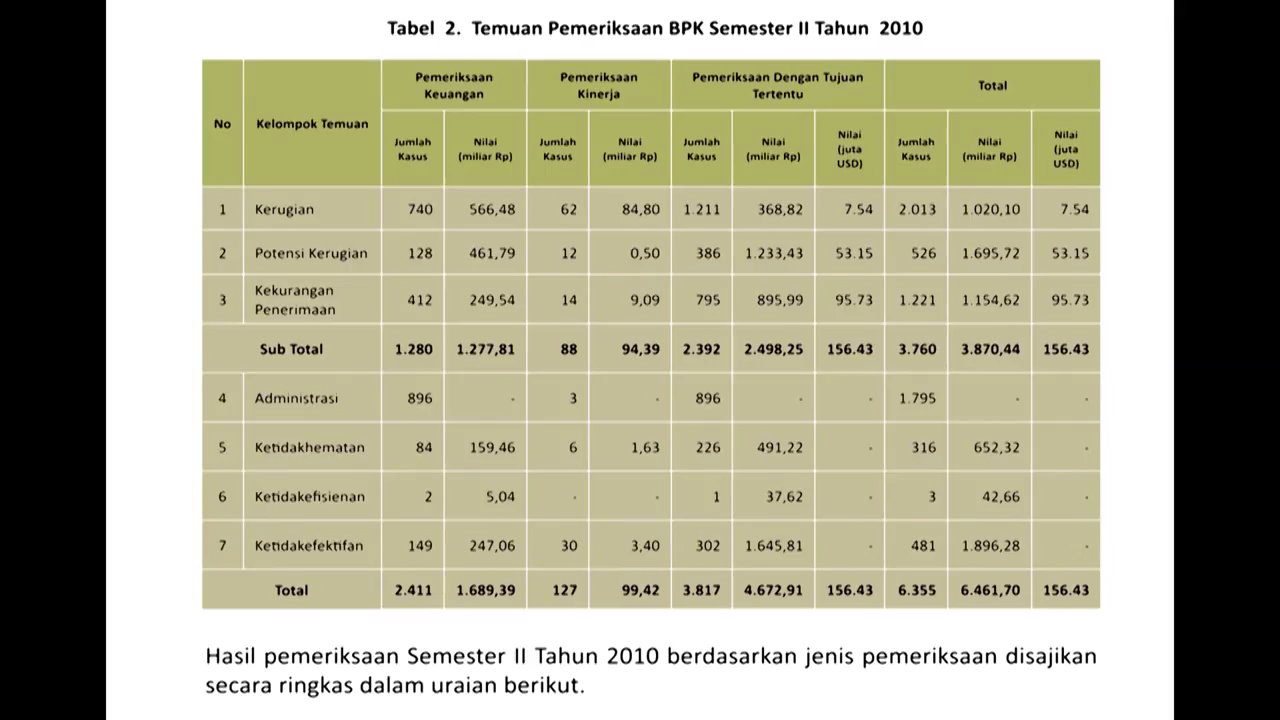 Tabel 2. Temuan Pemeriksaan BPK Semester II Tahun 2010
No Kelompok Temuan Pemeriksaan Keuangan Pemeriksaan Kinerja Pemeriksaan Dengan Tujuan Tertentu Total
Jumlah Kasus Nilai (miliar Rp) Jumlah Kasus Nilai (miliar Rp) Jumlah Kasus Nilai (miliar Rp) Nilai (juta USD) Jumlah Kasus Nilai (miliar Rp) Nilai (juta USD)
1 Kerugian 740 566,48 62 84,80 1.211 368,82 7.54 2.013 1.020,10 7.54
2 Potensi Kerugian 128 461,79 12 0,50 386 1.233,43 53.15 526 1.695,72 53.15
3 Kekurangan Penerimaan 412 249,54 14 9,09 795 895,99 95.73 1.221 1.154,62 95.73
Sub Total 1.280 1.277,81 88 94,39 2.392 2.498,25 156.43 3.760 3.870,44 156.43
4 Administrasi 896 - 3 - 896 - - 1.795 - -
5 Ketidakhematan 84 159,46 6 1,63 226 491,22 - 316 652,32 -
6 Ketidakefisienan 2 5,04 - - 1 37,62 - 3 42,66 -
7 Ketidakefektifan 149 247,06 30 3,40 302 1.645,81 - 481 1.896,28 -
Total 2.411 1.689,39 127 99,42 3.817 4.672,91 156.43 6.355 6.461,70 156.43
Hasil pemeriksaan Semester II Tahun 2010 berdasarkan jenis pemeriksaan disajikan
secara ringkas dalam uraian berikut.